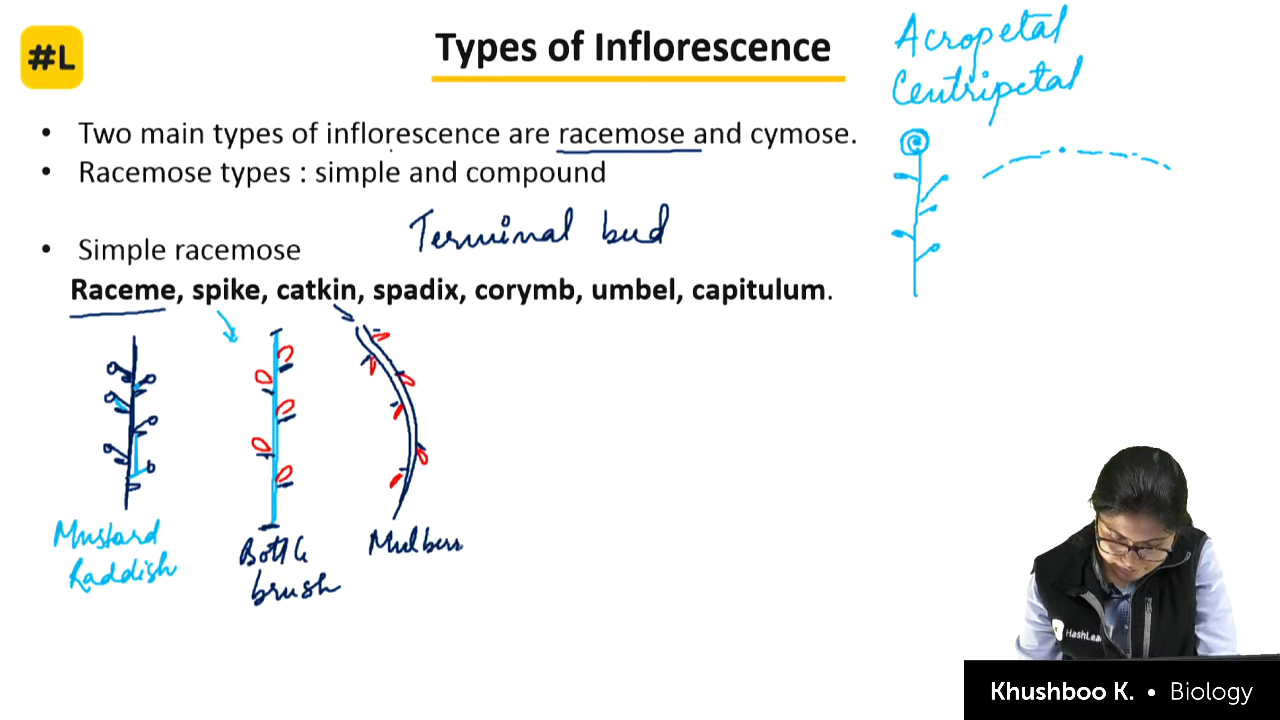 #L
Types of Inflorescence
Acropetal
Centripetal
• Two main types of inflorescence are racemose and cymose.
• Racemose types : simple and compound
Terminal bud
• Simple racemose
Raceme, spike, catkin, spadix, corymb, umbel, capitulum.
Mustard
Raddish
Bottle
brush
HashLea
Khushboo K. • Biology